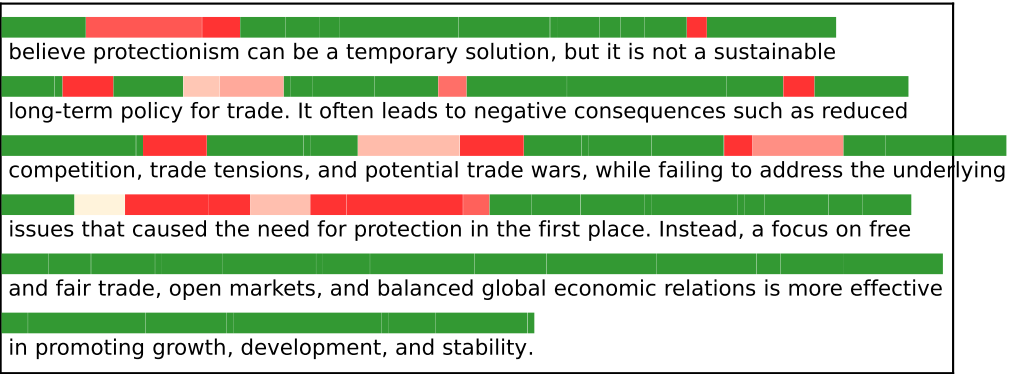 believe protectionism can be a temporary solution, but it is not a sustainable
long-term policy for trade. It often leads to negative consequences such as reduced
competition, trade tensions, and potential trade wars, while failing to address the underlying
issues that caused the need for protection in the first place. Instead, a focus on free
and fair trade, open markets, and balanced global economic relations is more effective
in promoting growth, development, and stability.